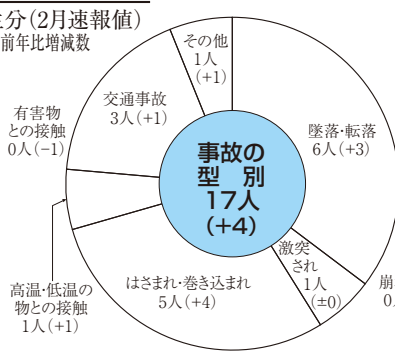 分(2月速報値)
前年比増減数
その他
1人
(+1)
交通事故
3人(+1)
有害物
との接触
0人(−1)
墜落・転落
6人(+3)
事故の
型 別
17人
(+4)
激突
され
1人
(±0)
はさまれ・巻き込まれ
5人(+4)
高温・低温の
物との接触
1人(+1)
崩
0